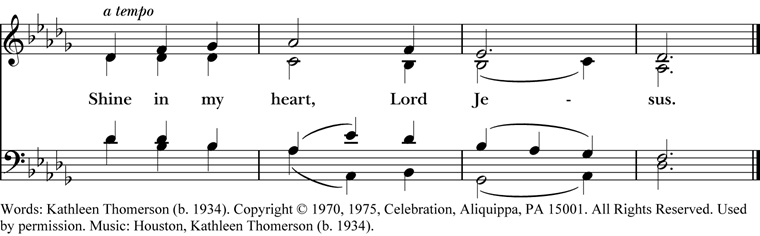 a tempo
Shine in my heart, Lord Je - sus.
Words: Kathleen Thomerson (b. 1934). Copyright © 1970, 1975, Celebration, Aliquippa, PA 15001. All Rights Reserved. Used
by permission. Music: Houston, Kathleen Thomerson (b. 1934).